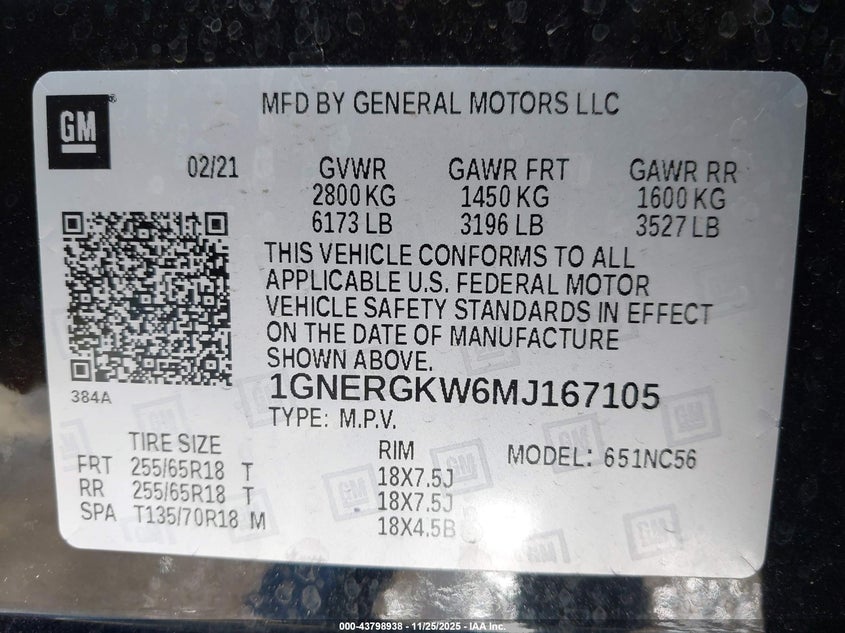 GM
MFD BY GENERAL MOTORS LLC
02/21 GVWR GAWR FRT GAWR RR
2800 KG 1450 KG 1600 KG
6173 LB 3196 LB 3527 LB
THIS VEHICLE CONFORMS TO ALL
APPLICABLE U.S. FEDERAL MOTOR
VEHICLE SAFETY STANDARDS IN EFFECT
ON THE DATE OF MANUFACTURE
SHOWN ABOVE.
384A
1GNERGKW6MJ167105
TYPE: M.P.V.
TIRE SIZE RIM MODEL: 651NC56
FRT 255/65R18 T 18X7.5J
RR 255/65R18 T 18X7.5J
SPA T135/70R18 M 18X4.5B
000-43798938 - 11/25/2025 - IAA Inc.